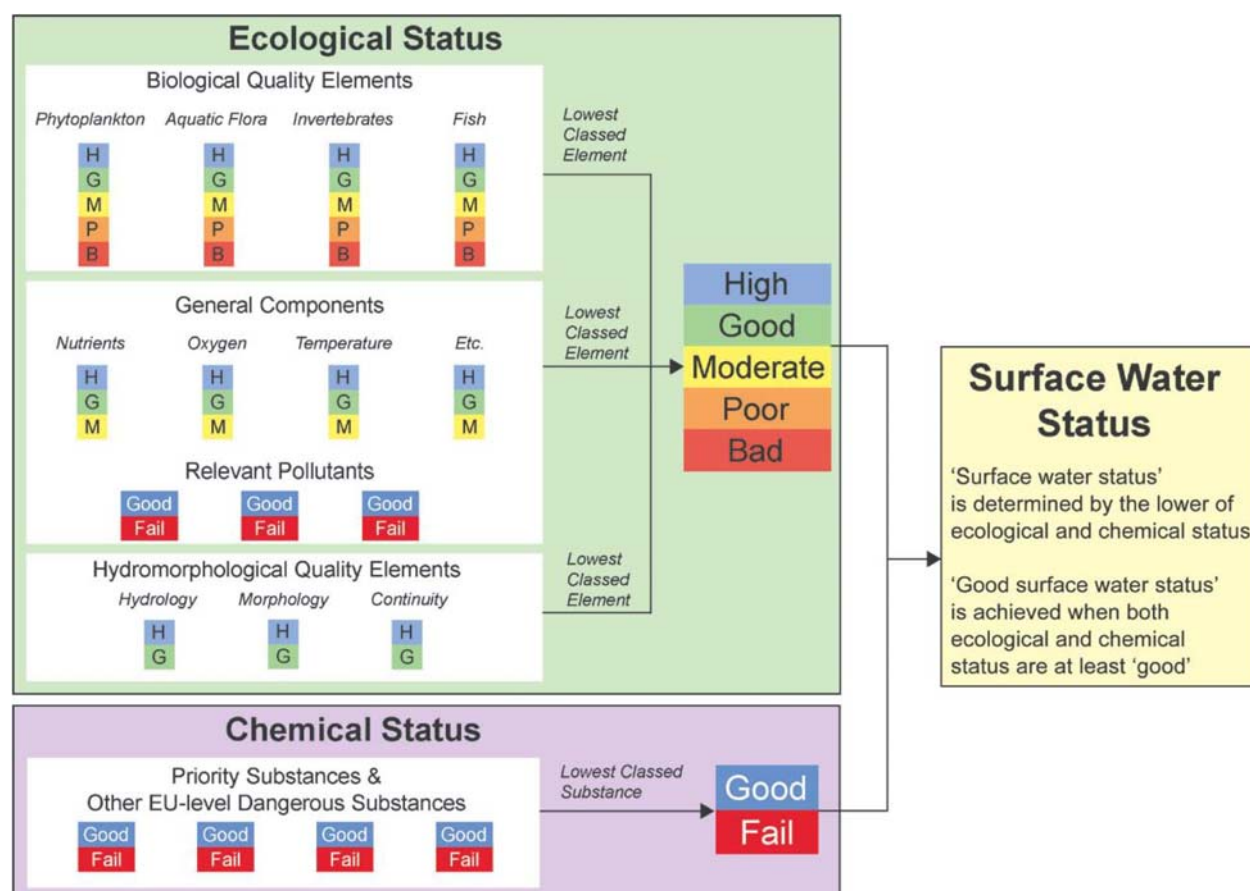 Ecological Status
Biological Quality Elements
Phytoplankton Aquatic Flora Invertebrates Fish
H H H H
G G G G
M M M M
P P P P
B B B B
Lowest
Classed
Element
General Components
Nutrients Oxygen Temperature Etc.
H H H H
G G G G
M M M M
Relevant Pollutants
Good Good Good
Fail Fail Fail
Lowest
Classed
Element
Hydromorphological Quality Elements
Hydrology Morphology Continuity
H H H
G G G
Lowest
Classed
Element
High
Good
Moderate
Poor
Bad
Chemical Status
Priority Substances &
Other EU-level Dangerous Substances
Good Good Good Good
Fail Fail Fail Fail
Lowest Classed
Substance
Good
Fail
Surface Water
Status
‘Surface water status’
is determined by the lower of
ecological and chemical status
‘Good surface water status’
is achieved when both
ecological and chemical
status are at least ‘good’